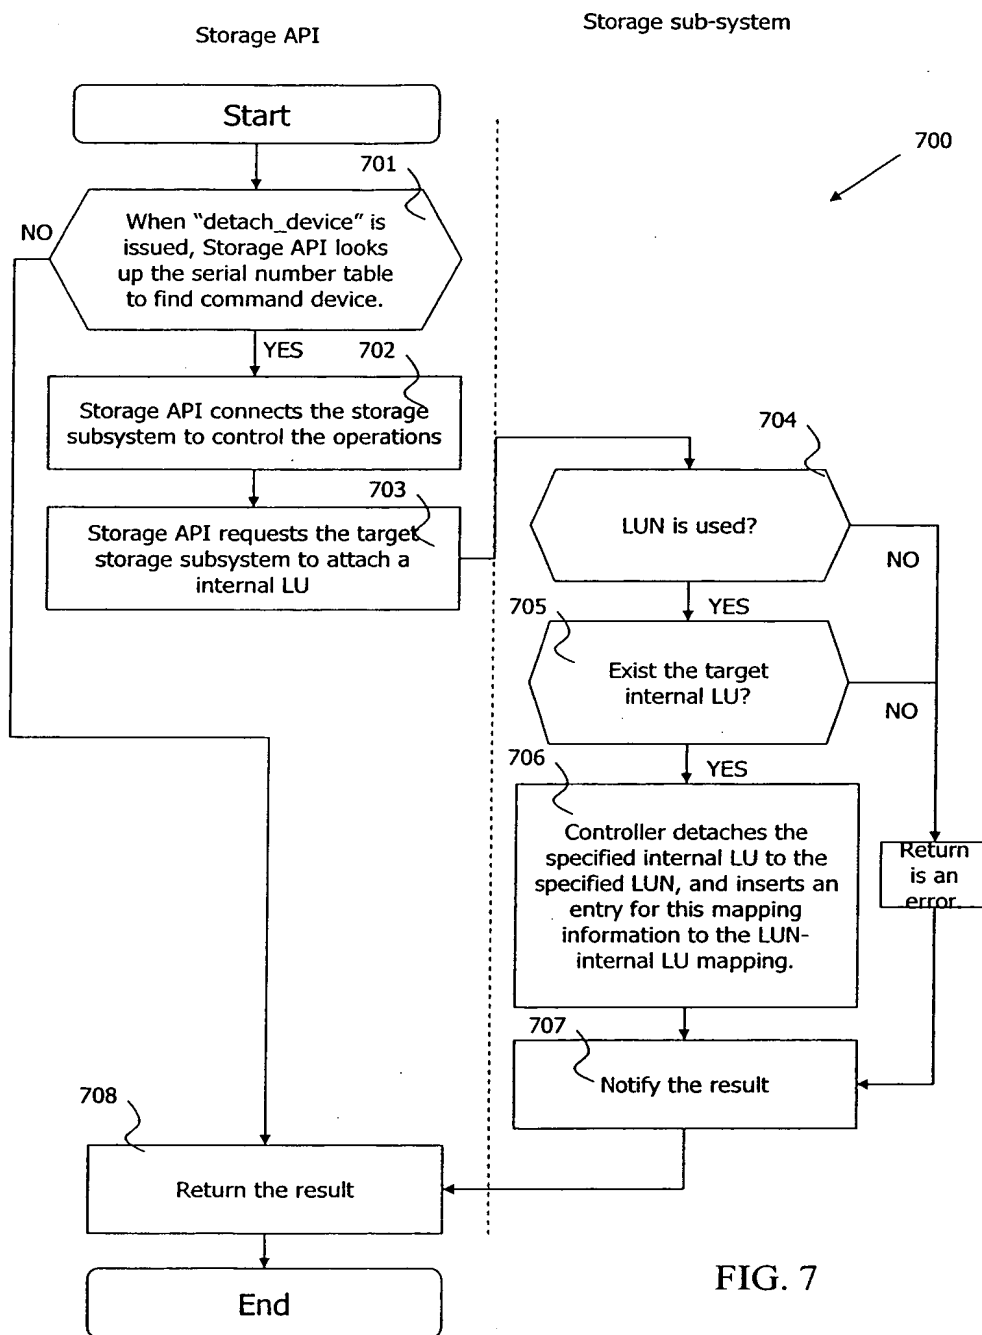 Storage API
Storage sub-system
Start
700
701
NO
When “detach_device” is
issued, Storage API looks
up the serial number table
to find command device.
YES
702
Storage API connects the storage
subsystem to control the operations
703
Storage API requests the target
storage subsystem to attach a
internal LU
704
LUN is used?
NO
YES
705
Exist the target
internal LU?
NO
YES
706
Controller detaches the
specified internal LU to the
specified LUN, and inserts an
entry for this mapping
information to the LUN-
internal LU mapping.
Return
is an
error
707
Notify the result
708
Return the result
End
FIG. 7